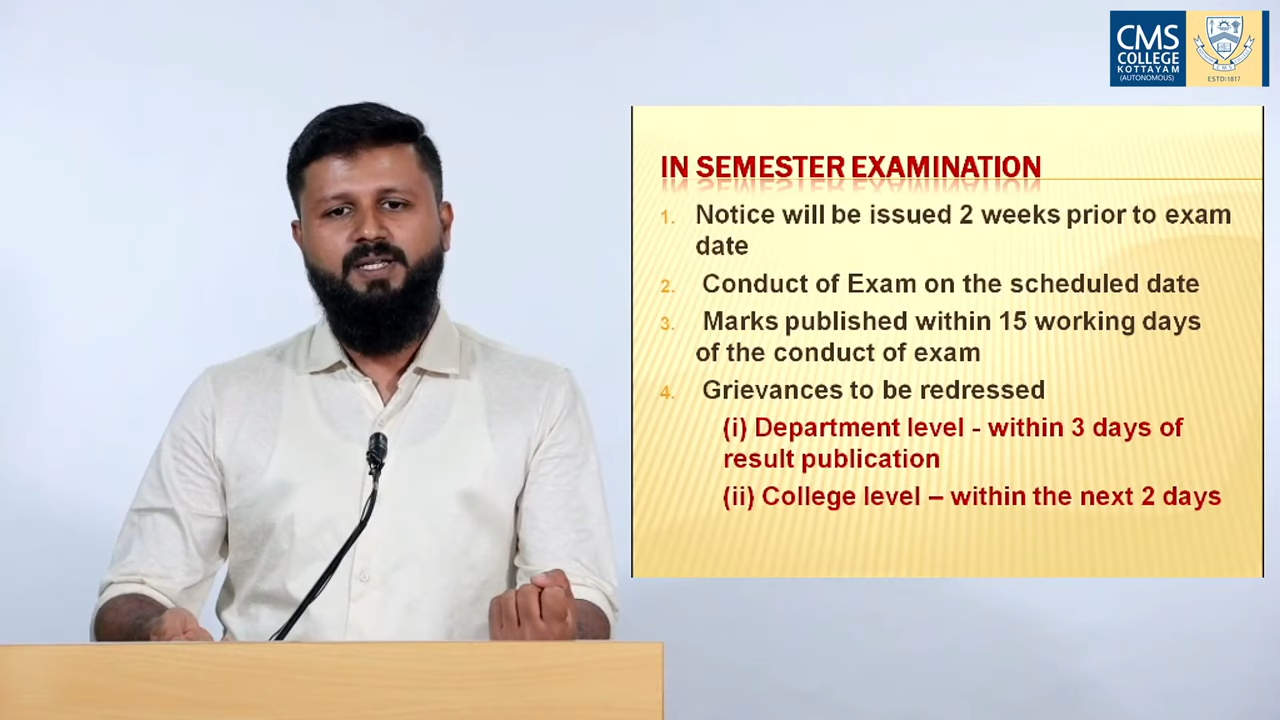 CMS
COLLEGE
KOTTAYAM
(AUTONOMOUS)
ESTD:1817
IN SEMESTER EXAMINATION
1. Notice will be issued 2 weeks prior to exam
date
2. Conduct of Exam on the scheduled date
3. Marks published within 15 working days
of the conduct of exam
4. Grievances to be redressed
(i) Department level - within 3 days of
result publication
(ii) College level – within the next 2 days